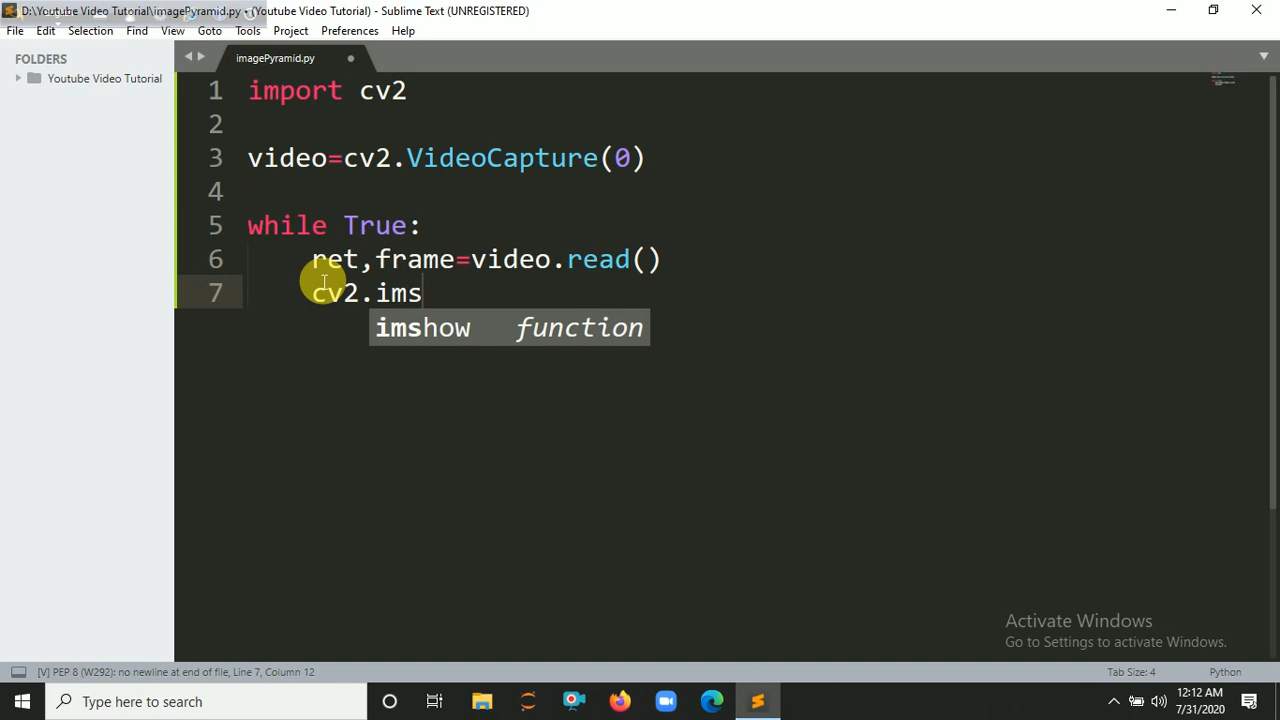 D:\Youtube Video Tutorial\imagePyramid.py • (Youtube Video Tutorial) - Sublime Text (UNREGISTERED)
File Edit Selection Find View Goto Tools Project Preferences Help
FOLDERS
Youtube Video Tutorial
imagePyramid.py
1 import cv2
2
3 video=cv2.VideoCapture(0)
4
5 while True:
6 ret,frame=video.read()
7 cv2.ims
imshow function
Activate Windows
Go to Settings to activate Windows.
[V] PEP 8 (W292): no newline at end of file, Line 7, Column 12
Tab Size: 4
Python
Type here to search
12:12 AM
7/31/2020